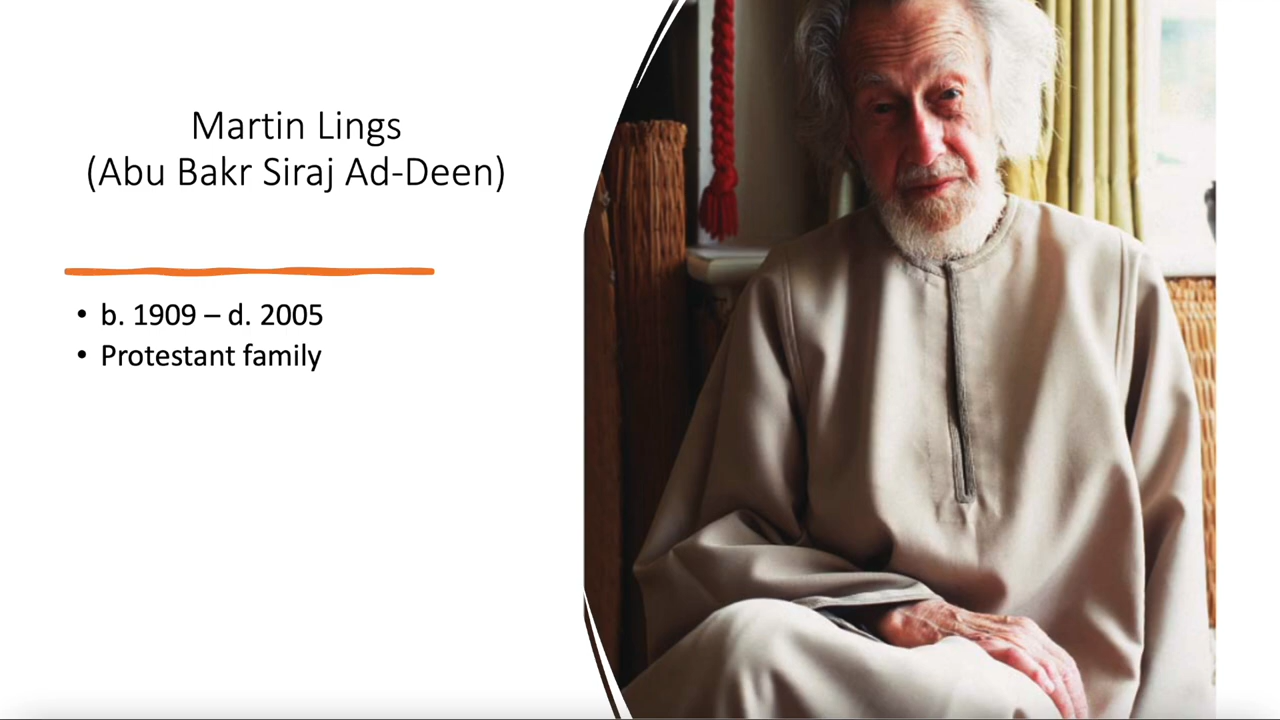 Martin Lings
(Abu Bakr Siraj Ad-Deen)
• b. 1909 – d. 2005
• Protestant family